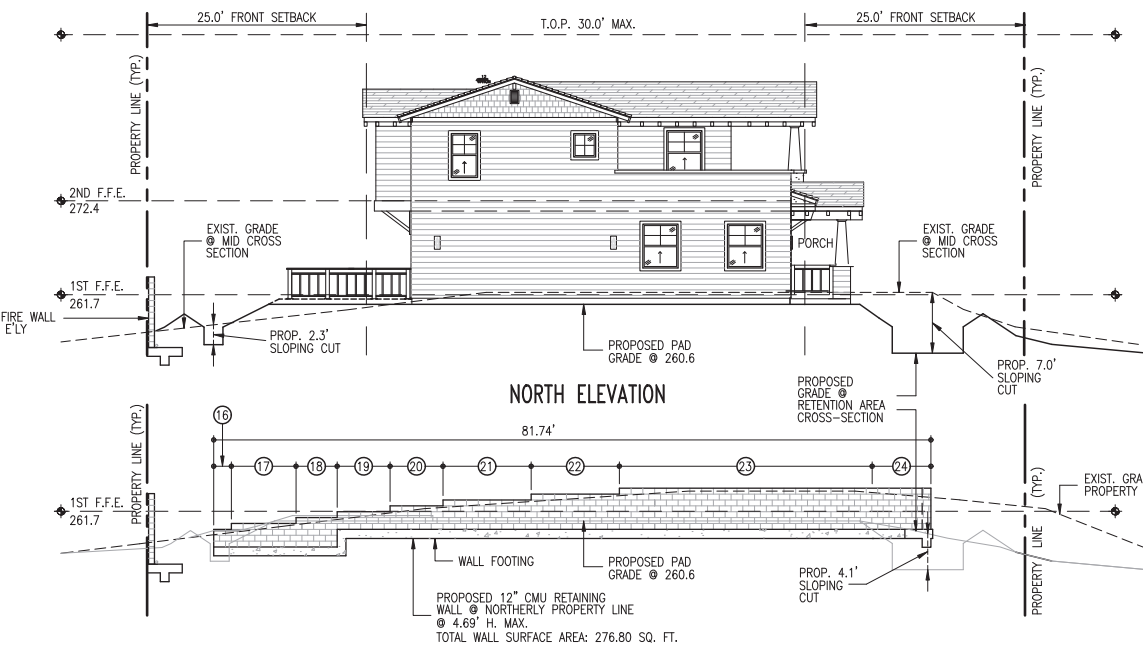 25.0' FRONT SETBACK
T.O.P. 30.0' MAX.
25.0' FRONT SETBACK
PROPERTY LINE (TYP.)
PROPERTY LINE (TYP.)
2ND F.F.E.
272.4
EXIST. GRADE
@ MID CROSS
SECTION
PORCH
EXIST. GRADE
@ MID CROSS
SECTION
1ST F.F.E.
261.7
FIRE WALL
E'LY
PROP. 2.3'
SLOPING CUT
PROPOSED PAD
GRADE @ 260.6
PROP. 7.0'
SLOPING
CUT
NORTH ELEVATION
PROPOSED
GRADE @
RETENTION AREA
CROSS-SECTION
PROPERTY LINE (TYP.)
16
81.74'
17
18
19
20
21
22
23
24
1ST F.F.E.
261.7
EXIST. GRA
PROPERTY
PROPERTY LINE (TYP.)
WALL FOOTING
PROPOSED PAD
GRADE @ 260.6
PROP. 4.1'
SLOPING
CUT
PROPOSED 12" CMU RETAINING
WALL @ NORTHERLY PROPERTY LINE
@ 4.69' H. MAX.
TOTAL WALL SURFACE AREA: 276.80 SQ. FT.